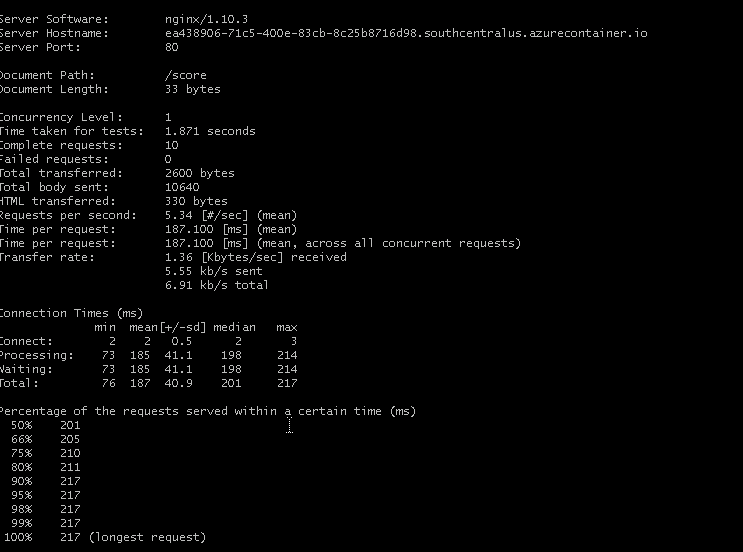 Server Software:        nginx/1.10.3
Server Hostname:        ea438906-71c5-400e-83cb-8c25b8716d98.southcentralus.azurecontainer.io
Server Port:            80

Document Path:          /score
Document Length:        33 bytes

Concurrency Level:      1
Time taken for tests:   1.871 seconds
Complete requests:      10
Failed requests:        0
Total transferred:      2600 bytes
Total body sent:        10640
HTML transferred:       330 bytes
Requests per second:    5.34 [#/sec] (mean)
Time per request:       187.100 [ms] (mean)
Time per request:       187.100 [ms] (mean, across all concurrent requests)
Transfer rate:          1.36 [Kbytes/sec] received
                        5.55 kb/s sent
                        6.91 kb/s total

Connection Times (ms)
              min  mean[+/-sd] median   max
Connect:        2    2   0.5      2       3
Processing:    73  185  41.1    198     214
Waiting:       73  185  41.1    198     214
Total:         76  187  40.9    201     217

Percentage of the requests served within a certain time (ms)
  50%    201
  66%    205
  75%    210
  80%    211
  90%    217
  95%    217
  98%    217
  99%    217
 100%    217 (longest request)